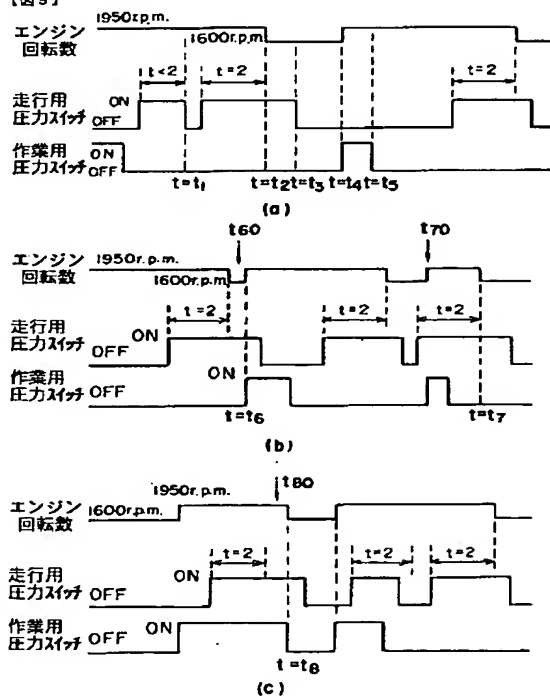 【図9】
1950r.p.m.
エンジン
回転数
1600r.p.m.
t<2
t=2
t=2
走行用
圧力スイッチ
ON
OFF
作業用
圧力スイッチ
ON
OFF
t=t1
t=t2
t=t3
t=t4
t=t5
(a)
t60
t70
エンジン
回転数
1950r.p.m.
1600r.p.m.
t=2
t=2
t=2
走行用
圧力スイッチ
ON
OFF
作業用
圧力スイッチ
ON
OFF
t=t6
t=t7
(b)
1950r.p.m.
t80
エンジン
回転数
1600r.p.m.
t=2
t=2
t=2
走行用
圧力スイッチ
ON
OFF
作業用
圧力スイッチ
ON
OFF
t=t8
(c)